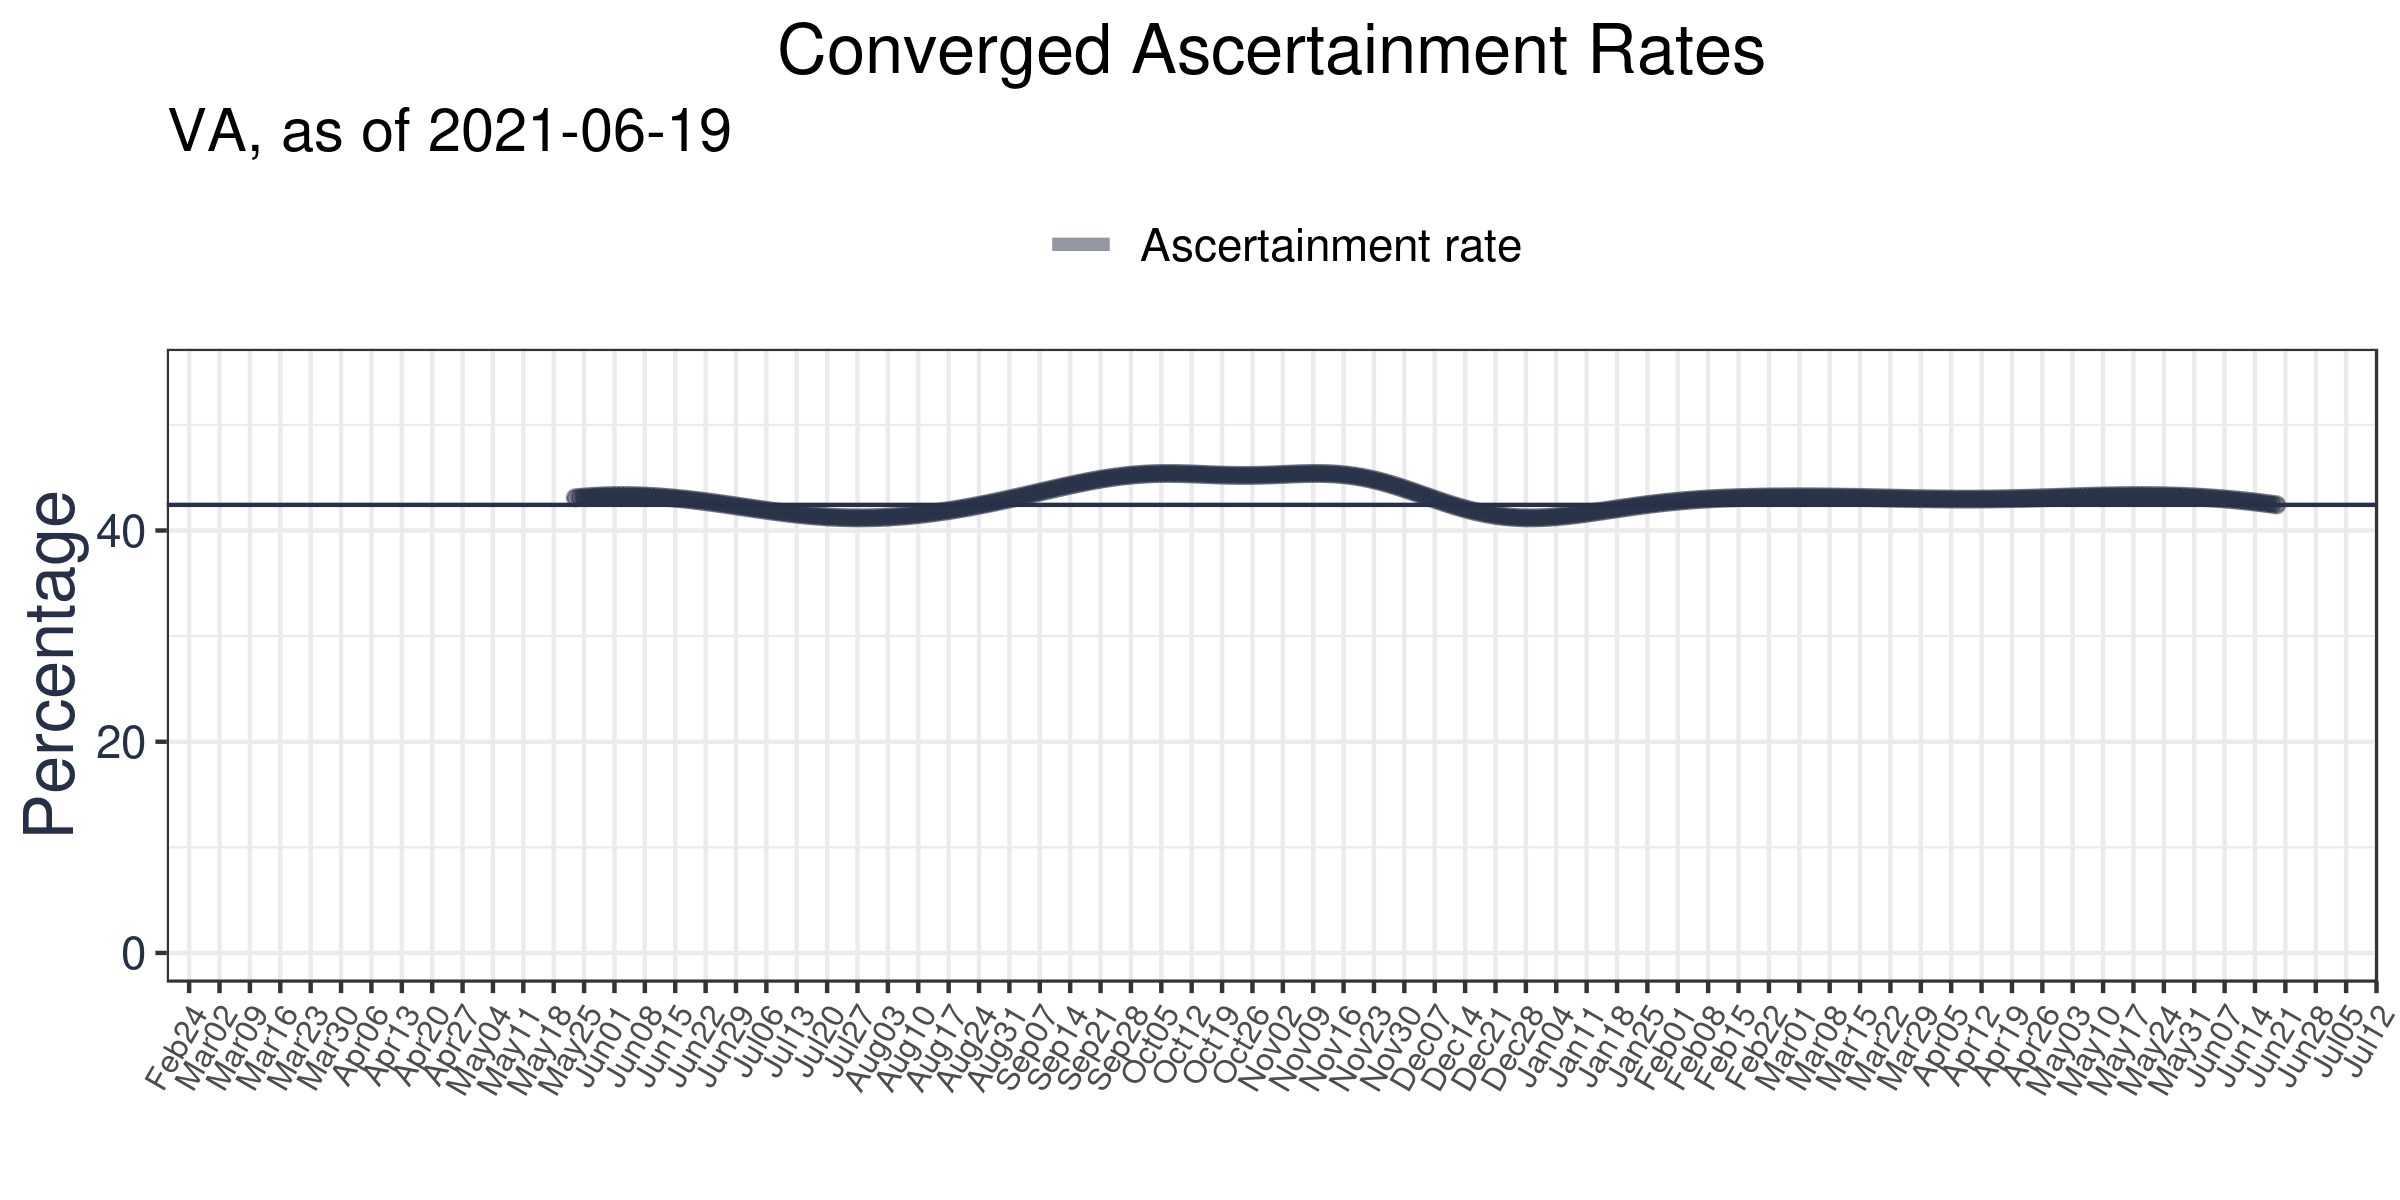 Converged Ascertainment Rates
VA, as of 2021-06-19
Ascertainment rate
Percentage
40
20
0
Feb24
Mar02
Mar09
Mar16
Mar23
Mar30
Apr06
Apr13
Apr20
Apr27
May04
May11
May18
May25
Jun01
Jun08
Jun15
Jun22
Jun29
Jul06
Jul13
Jul20
Jul27
Aug03
Aug10
Aug17
Aug24
Aug31
Sep07
Sep14
Sep21
Sep28
Oct05
Oct12
Oct19
Oct26
Nov02
Nov09
Nov16
Nov23
Nov30
Dec07
Dec14
Dec21
Dec28
Jan04
Jan11
Jan18
Jan25
Feb01
Feb08
Feb15
Feb22
Mar01
Mar08
Mar15
Mar22
Mar29
Apr05
Apr12
Apr19
Apr26
May03
May10
May17
May24
May31
Jun07
Jun14
Jun21
Jun28
Jul05
Jul12